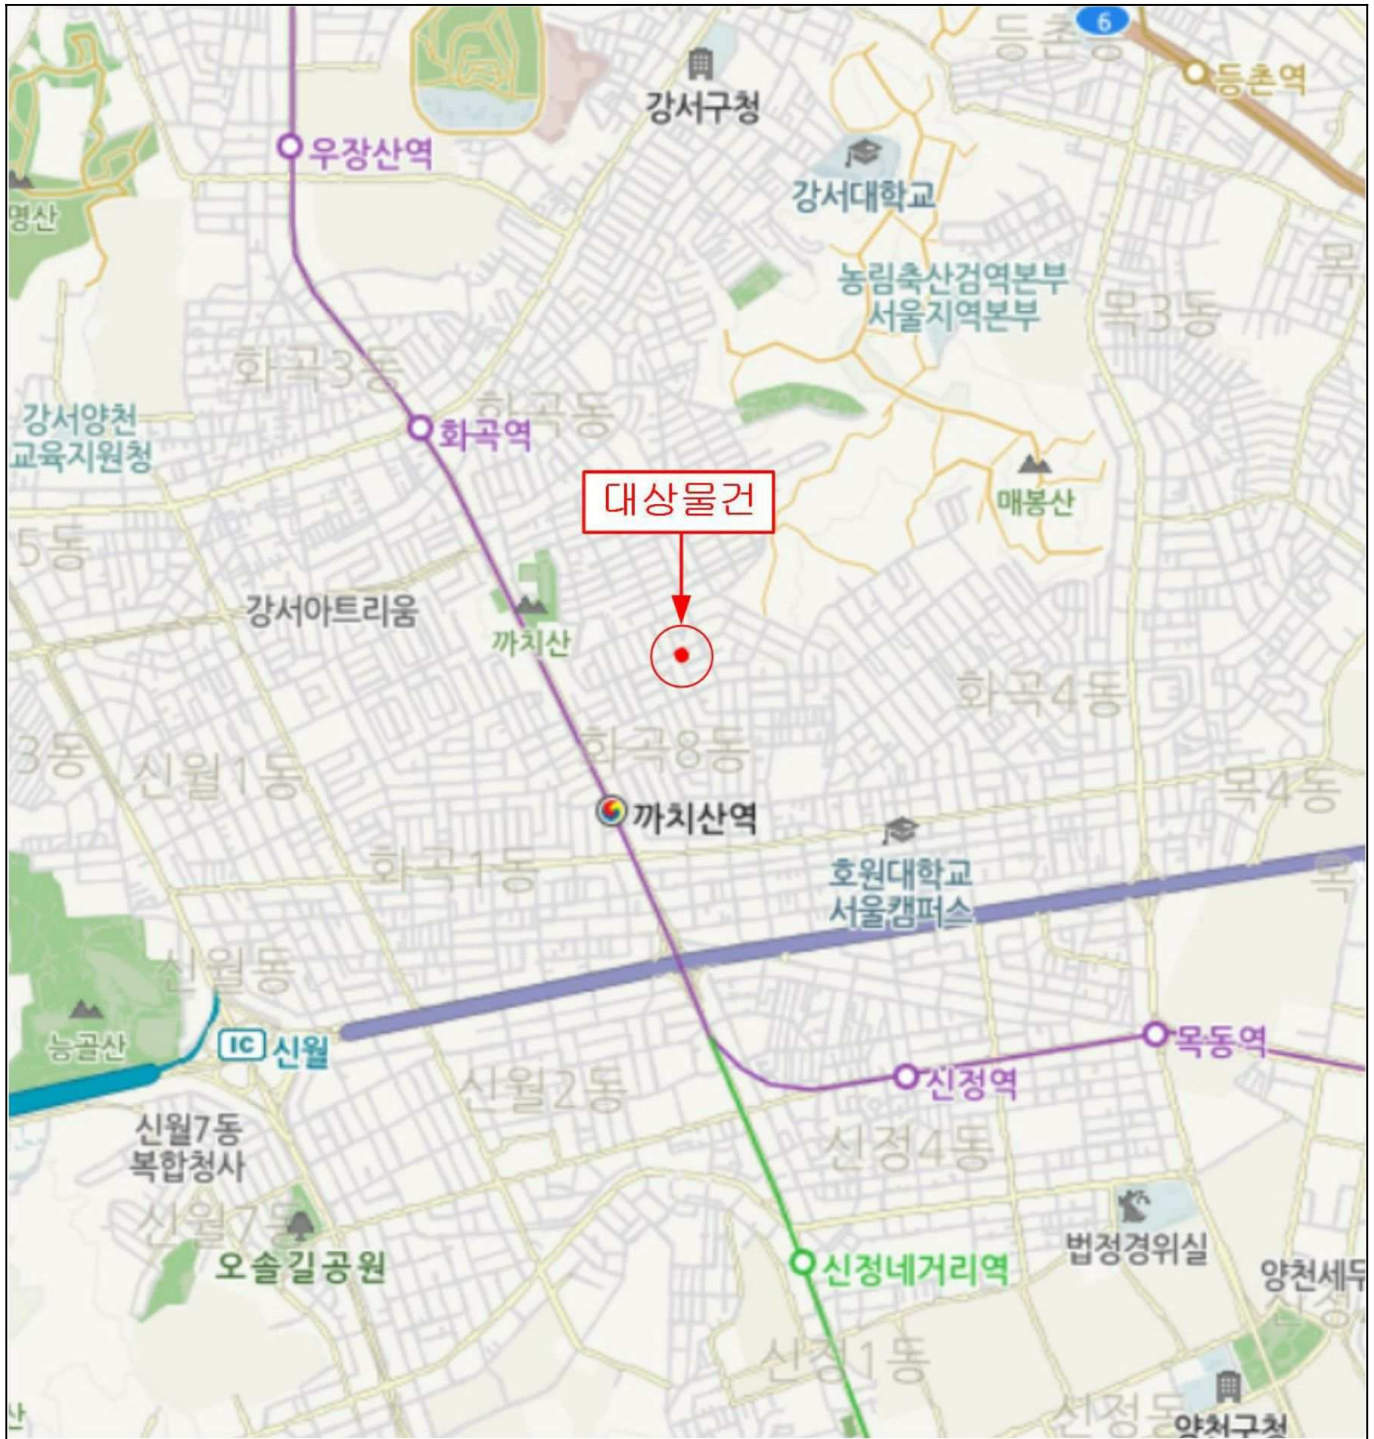 6
등촌동
등촌역
강서구청
우장산역
강서대학교
명산
농림축산검역본부
서울지역본부
목3동
화곡3동
화곡동
강서양천
교육지원청
화곡역
대상물건
매봉산
5동
강서아트리움
까치산
화곡4동
3동
신월1동
화곡8동
목4동
까치산역
화곡1동
호원대학교
서울캠퍼스
신월동
능골산
IC 신월
목동역
신정역
신월2동
신월7동
복합청사
신정4동
신월7동
오솔길공원
법정경위실
신정네거리역
양천세무
신정1동
신정동
양천구청